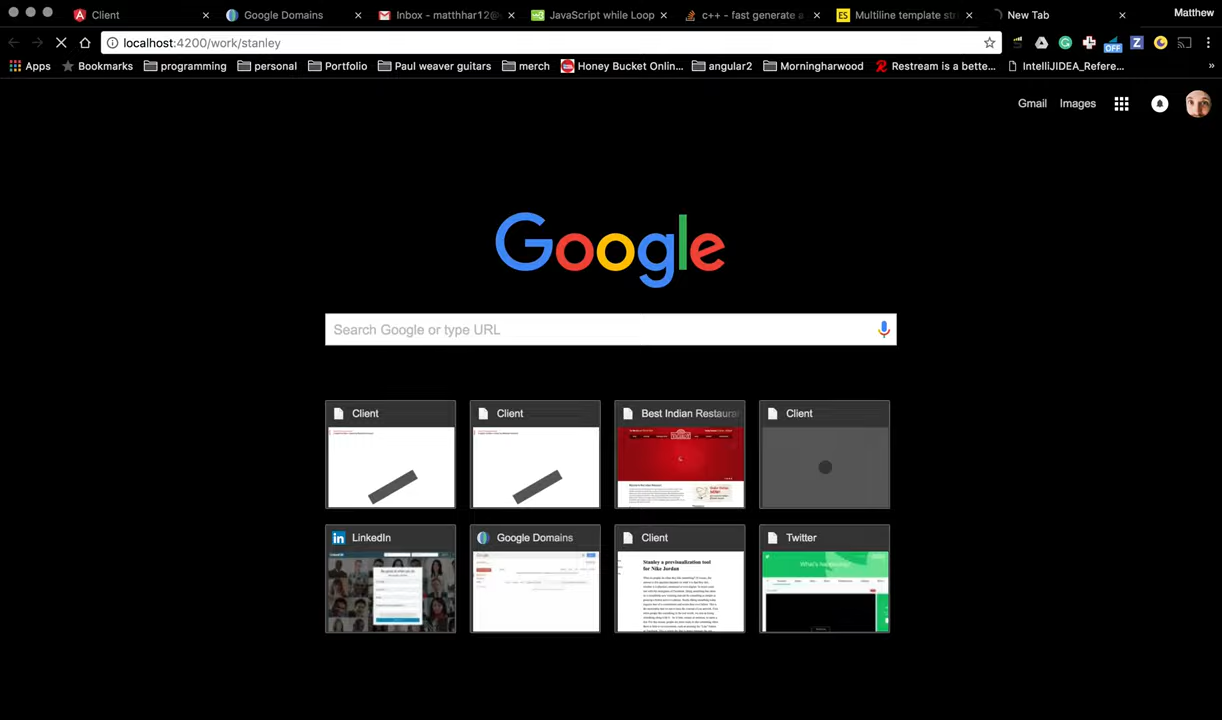 Client
Google Domains
Inbox - matthhar12@
JavaScript while Loop
c++ - fast generate a
Multiline template str
New Tab
Matthew
localhost:4200/work/stanley
OFF
Apps
Bookmarks
programming
personal
Portfolio
Paul weaver guitars
merch
Honey Bucket Onlin...
angular2
Morningharwood
Restream is a bette...
IntelliJIDEA_Refere...
»
Gmail
Images
Google
Search Google or type URL
Client
Client
Best Indian Restaura
Client
LinkedIn
Google Domains
Client
Twitter
Stanley a previsualization tool
for Nike Jordan
What's happening?